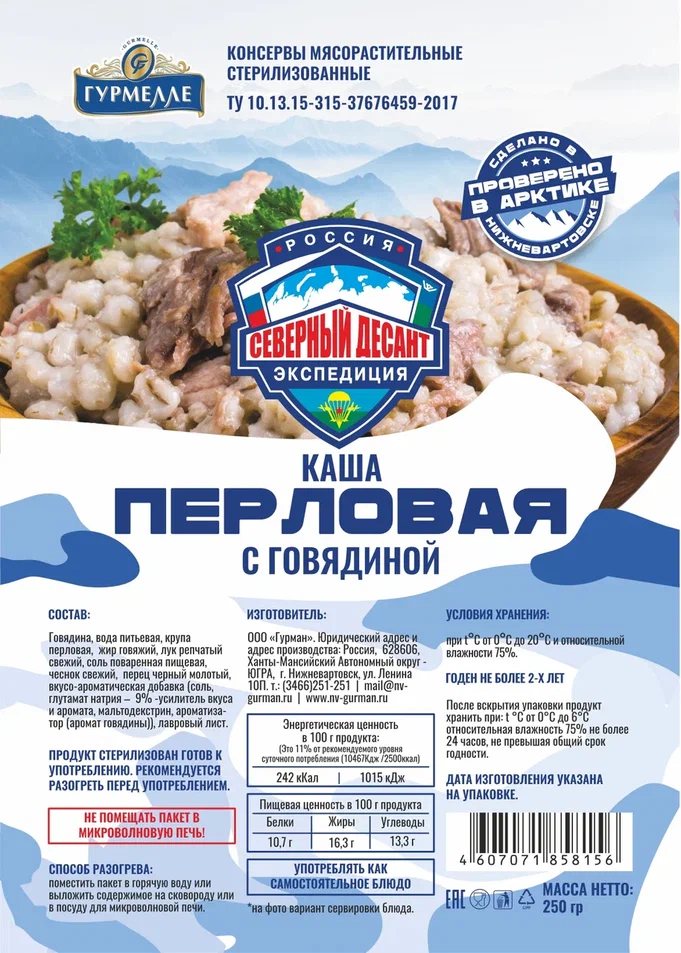 GURMELLE
ГУРМЕЛЛЕ
КОНСЕРВЫ МЯСОРАСТИТЕЛЬНЫЕ
СТЕРИЛИЗОВАННЫЕ
ТУ 10.13.15-315-37676459-2017
СДЕЛАНО В
ПРОВЕРЕНО
В АРКТИКЕ
НИЖНЕВАРТОВСКЕ
РОССИЯ
СЕВЕРНЫЙ ДЕСАНТ
ЭКСПЕДИЦИЯ
КАША
ПЕРЛОВАЯ
С ГОВЯДИНОЙ
СОСТАВ:
Говядина, вода питьевая, крупа
перловая, жир говяжий, лук репчатый
свежий, соль поваренная пищевая,
чеснок свежий, перец черный молотый,
вкусо-ароматическая добавка (соль,
глутамат натрия – 9% -усилитель вкуса
и аромата, мальтодекстрин, ароматиза-
тор (аромат говядины)), лавровый лист.
ПРОДУКТ СТЕРИЛИЗОВАН ГОТОВ К
УПОТРЕБЛЕНИЮ. РЕКОМЕНДУЕТСЯ
РАЗОГРЕТЬ ПЕРЕД УПОТРЕБЛЕНИЕМ.
НЕ ПОМЕЩАТЬ ПАКЕТ В
МИКРОВОЛНОВУЮ ПЕЧЬ!
СПОСОБ РАЗОГРЕВА:
поместить пакет в горячую воду или
выложить содержимое на сковороду или
в посуду для микроволновой печи.
ИЗГОТОВИТЕЛЬ:
ООО «Гурман». Юридический адрес и
адрес производства: Россия, 628606,
Ханты-Мансийский Автономный округ -
ЮГРА, г. Нижневартовск, ул. Ленина
10П. т.: (3466)251-251 | mail@nv-
gurman.ru | www.nv-gurman.ru
Энергетическая ценность
в 100 г продукта:
(Это 11% от рекомендуемого уровня
суточного потребления (10467Кдж /2500ккал)
242 кКал | 1015 кДж
Пищевая ценность в 100 г продукта
Белки Жиры Углеводы
10,7 г 16,3 г 13,3 г
УПОТРЕБЛЯТЬ КАК
САМОСТОЯТЕЛЬНОЕ БЛЮДО
*на фото вариант сервировки блюда.
УСЛОВИЯ ХРАНЕНИЯ:
при t°С от 0°С до 20°С и относительной
влажности 75%.
ГОДЕН НЕ БОЛЕЕ 2-Х ЛЕТ
После вскрытия упаковки продукт
хранить при: t °С от 0°С до 6°С
относительная влажность 75% не более
24 часов, не превышая общий срок
годности.
ДАТА ИЗГОТОВЛЕНИЯ УКАЗАНА
НА УПАКОВКЕ.
4 607071 858156
EAC
МАССА НЕТТО:
250 гр